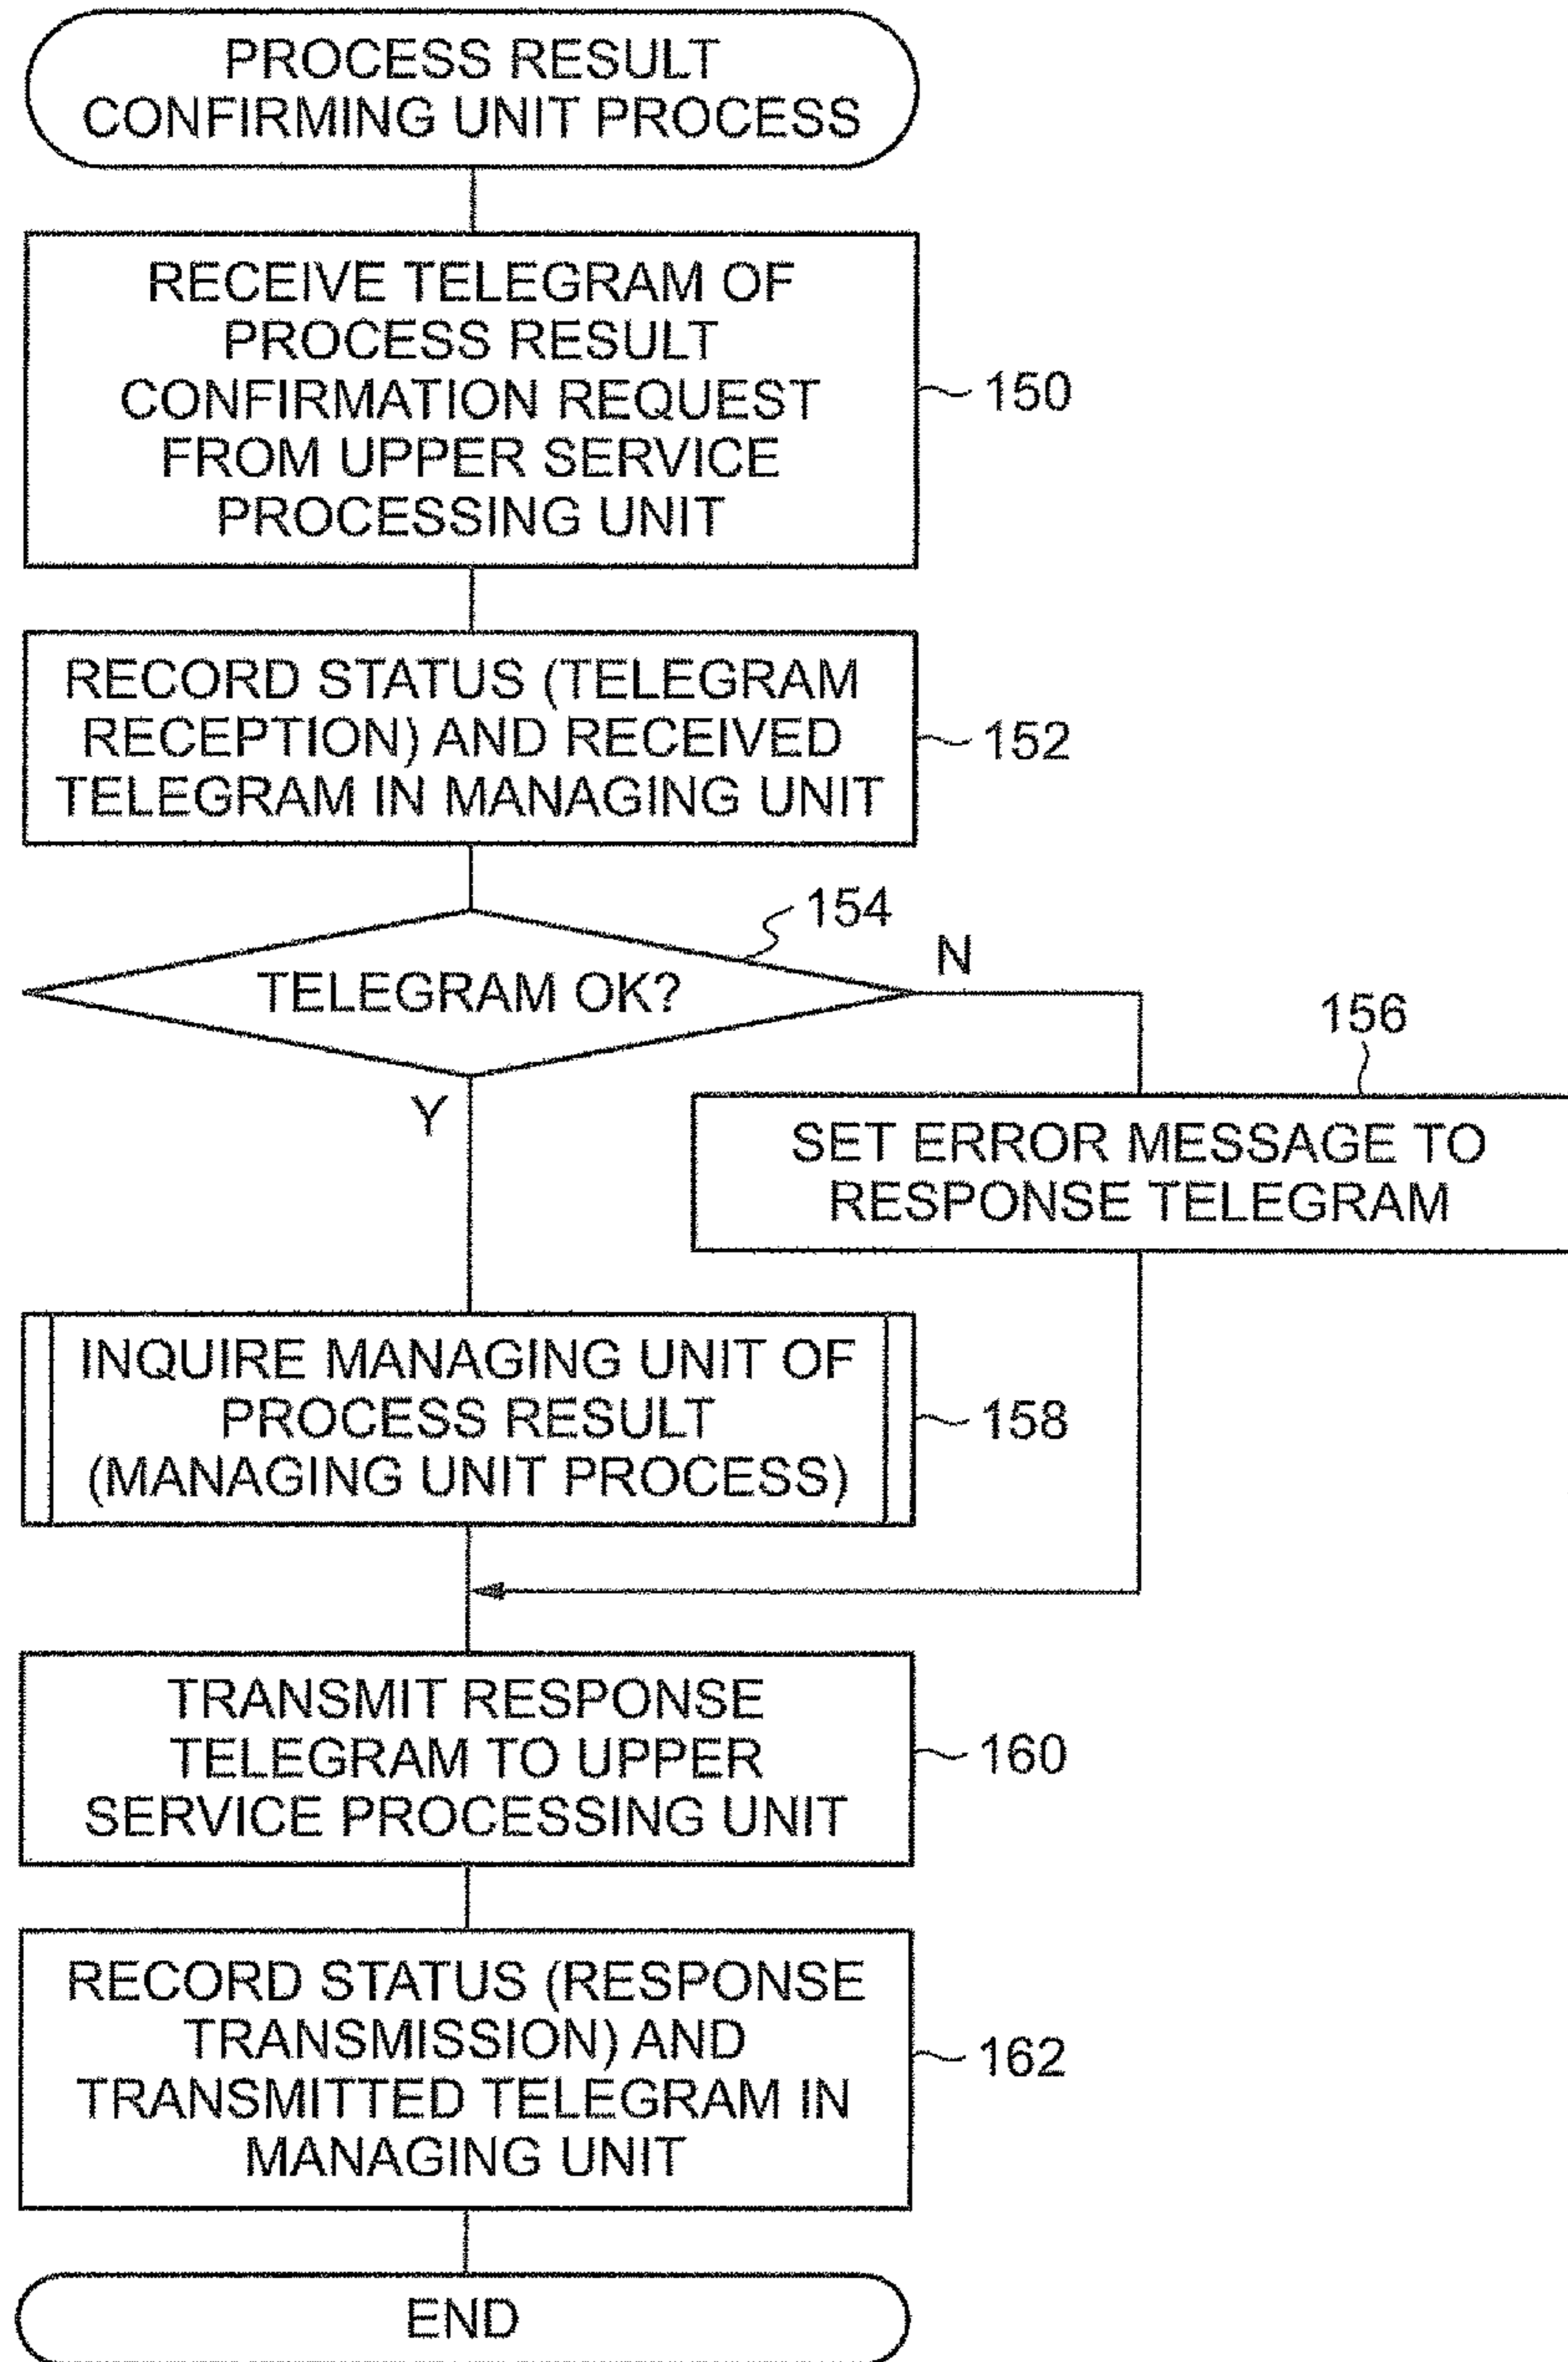 PROCESS RESULT
CONFIRMING UNIT PROCESS
RECEIVE TELEGRAM OF
PROCESS RESULT
CONFIRMATION REQUEST
FROM UPPER SERVICE
PROCESSING UNIT
150
RECORD STATUS (TELEGRAM
RECEPTION) AND RECEIVED
TELEGRAM IN MANAGING UNIT
152
154
TELEGRAM OK?
N
Y
156
SET ERROR MESSAGE TO
RESPONSE TELEGRAM
INQUIRE MANAGING UNIT OF
PROCESS RESULT
(MANAGING UNIT PROCESS)
158
TRANSMIT RESPONSE
TELEGRAM TO UPPER
SERVICE PROCESSING UNIT
160
RECORD STATUS (RESPONSE
TRANSMISSION) AND
TRANSMITTED TELEGRAM IN
MANAGING UNIT
162
END